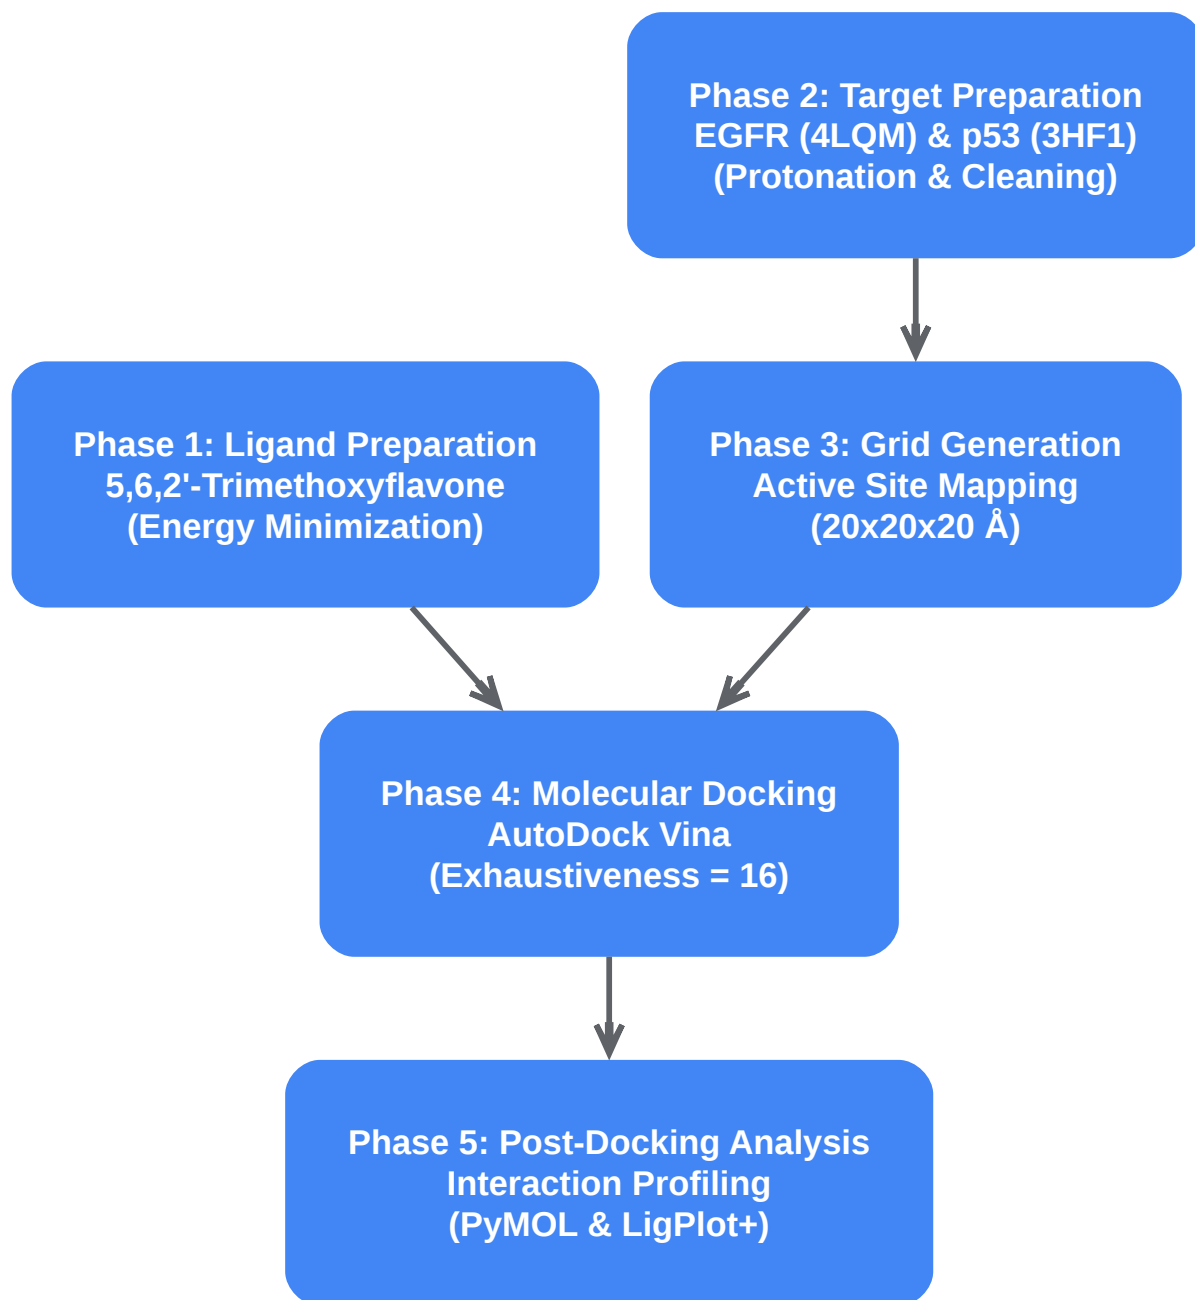 Phase 2: Target Preparation
EGFR (4LQM) & p53 (3HF1)
(Protonation & Cleaning)
Phase 1: Ligand Preparation
5,6,2'-Trimethoxyflavone
(Energy Minimization)
Phase 3: Grid Generation
Active Site Mapping
(20x20x20 Å)
Phase 4: Molecular Docking
AutoDock Vina
(Exhaustiveness = 16)
Phase 5: Post-Docking Analysis
Interaction Profiling
(PyMOL & LigPlot+)